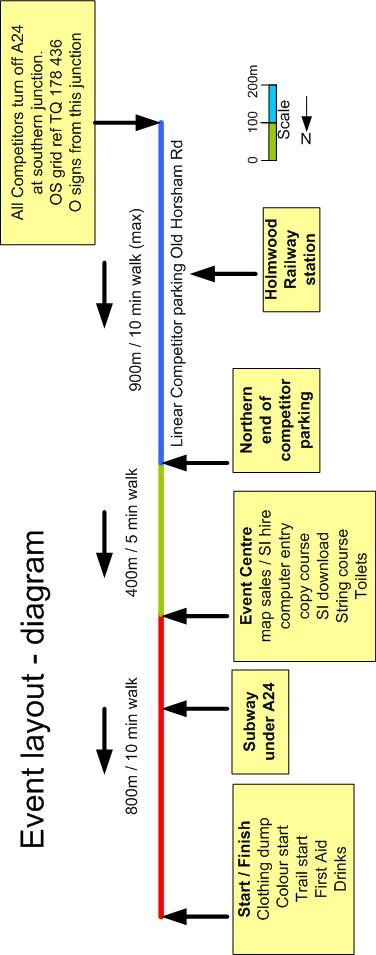 Event layout - diagram
800m / 10 min walk
400m / 5 min walk
900m / 10 min walk (max)
All Competitors turn off A24
at southern junction.
OS grid ref TQ 178 436
O signs from this junction
Linear Competitor parking Old Horsham Rd
Start / Finish
Clothing dump
Colour start
Trail start
First Aid
Drinks
Subway
under A24
Event Centre
map sales / SI hire
computer entry
copy course
SI download
String course
Toilets
Northern
end of
competitor
parking
Holmwood
Railway
station
0 100 200m
Scale
N